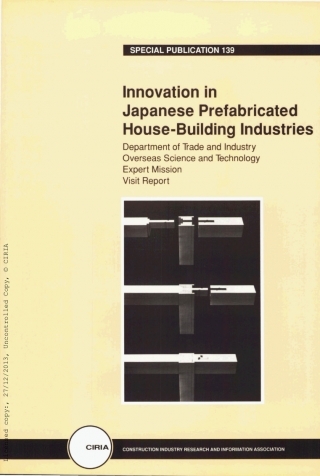 SPECIAL PUBLICATION 139
Innovation in
Japanese Prefabricated
House-Building Industries
Department of Trade and Industry
Overseas Science and Technology
Expert Mission
Visit Report
CIRIA
CONSTRUCTION INDUSTRY RESEARCH AND INFORMATION ASSOCIATION
copy:, 27/12/2013, Uncontrolled Copy, © CIRIA